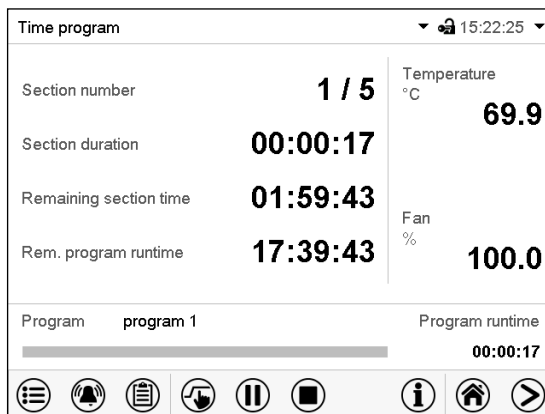 Time program 15:22:25
Section number 1 / 5
Section duration 00:00:17
Remaining section time 01:59:43
Rem. program runtime 17:39:43
Temperature
°C
69.9
Fan
%
100.0
Program program 1 Program runtime
00:00:17